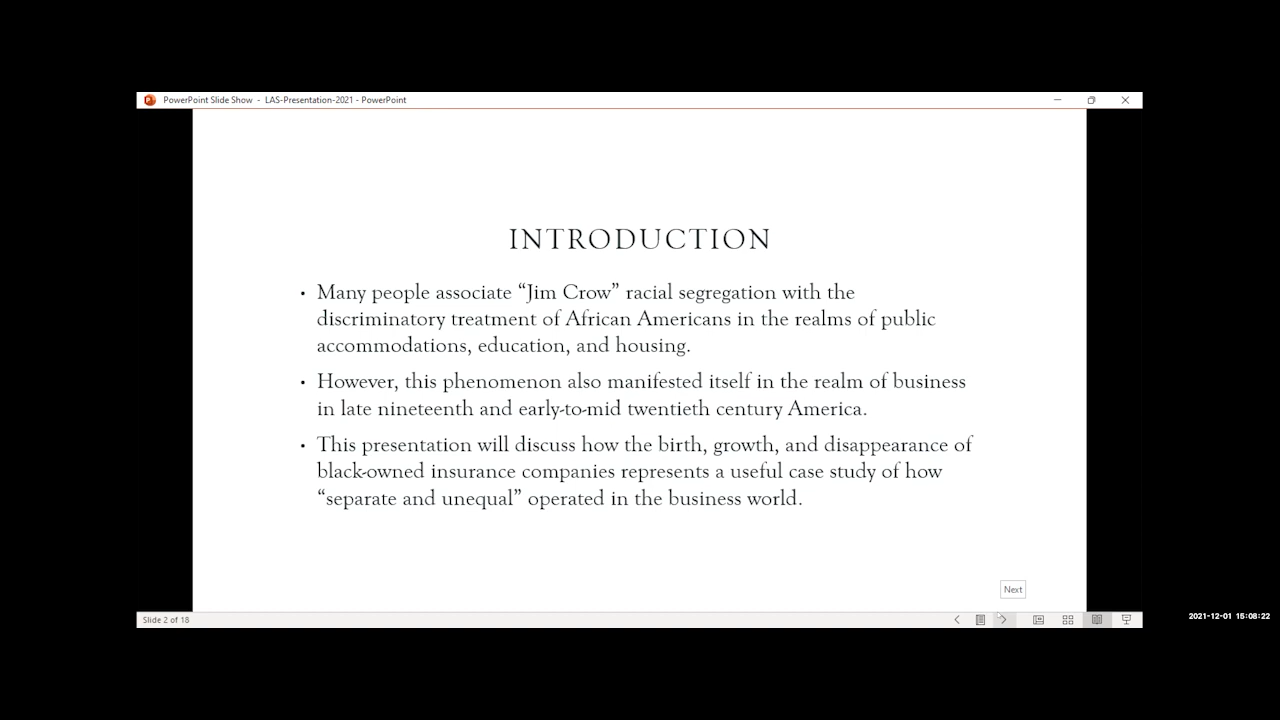 PowerPoint Slide Show - LAS-Presentation-2021 - PowerPoint
INTRODUCTION
• Many people associate “Jim Crow” racial segregation with the
discriminatory treatment of African Americans in the realms of public
accommodations, education, and housing.
• However, this phenomenon also manifested itself in the realm of business
in late nineteenth and early-to-mid twentieth century America.
• This presentation will discuss how the birth, growth, and disappearance of
black-owned insurance companies represents a useful case study of how
“separate and unequal” operated in the business world.
Next
Slide 2 of 18
2021-12-01 15:08:22